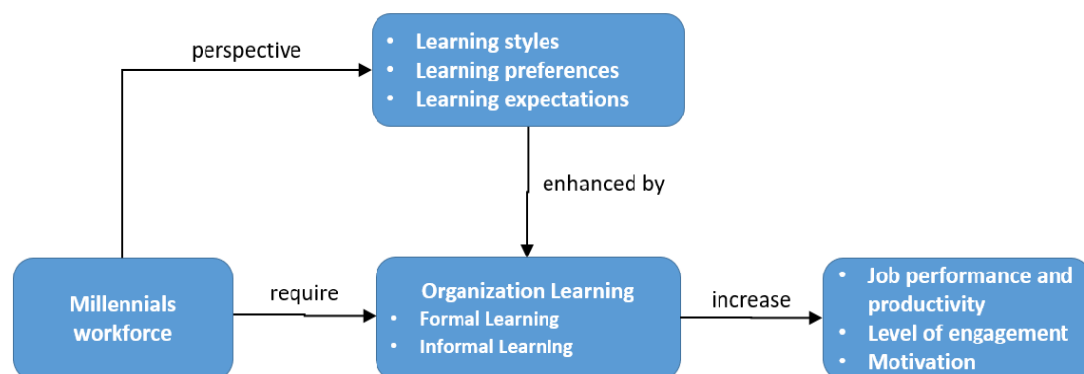 perspective
• Learning styles
• Learning preferences
• Learning expectations
enhanced by
Millennials
workforce
require
Organization Learning
• Formal Learning
• Informal Learning
increase
• Job performance and
productivity
• Level of engagement
• Motivation